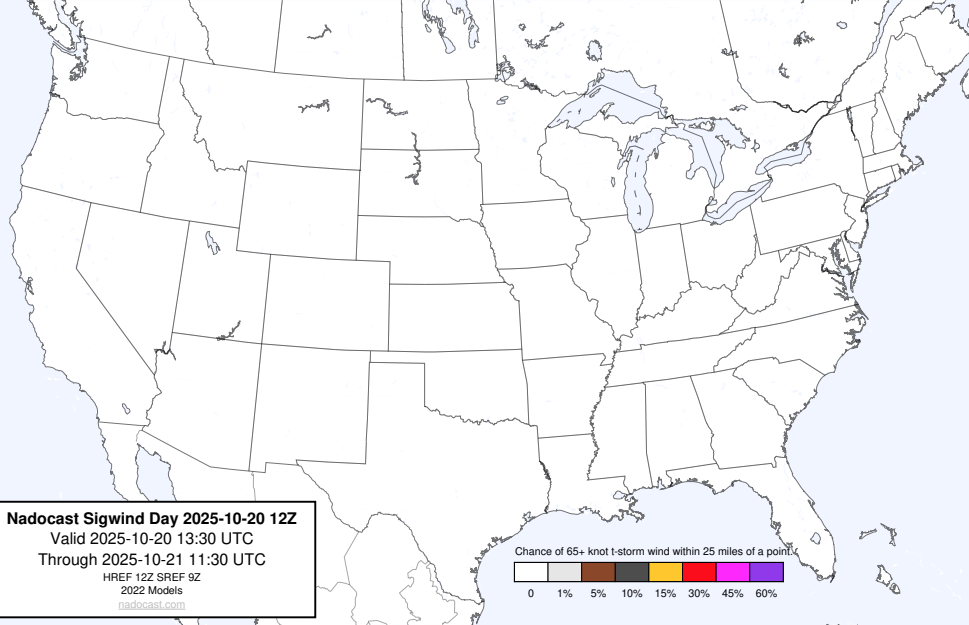 Nadocast Sigwind Day 2025-10-20 12Z
Valid 2025-10-20 13:30 UTC
Through 2025-10-21 11:30 UTC
HREF 12Z SREF 9Z
2022 Models
nadocast.com
Chance of 65+ knot t-storm wind within 25 miles of a point.
0 1% 5% 10% 15% 30% 45% 60%